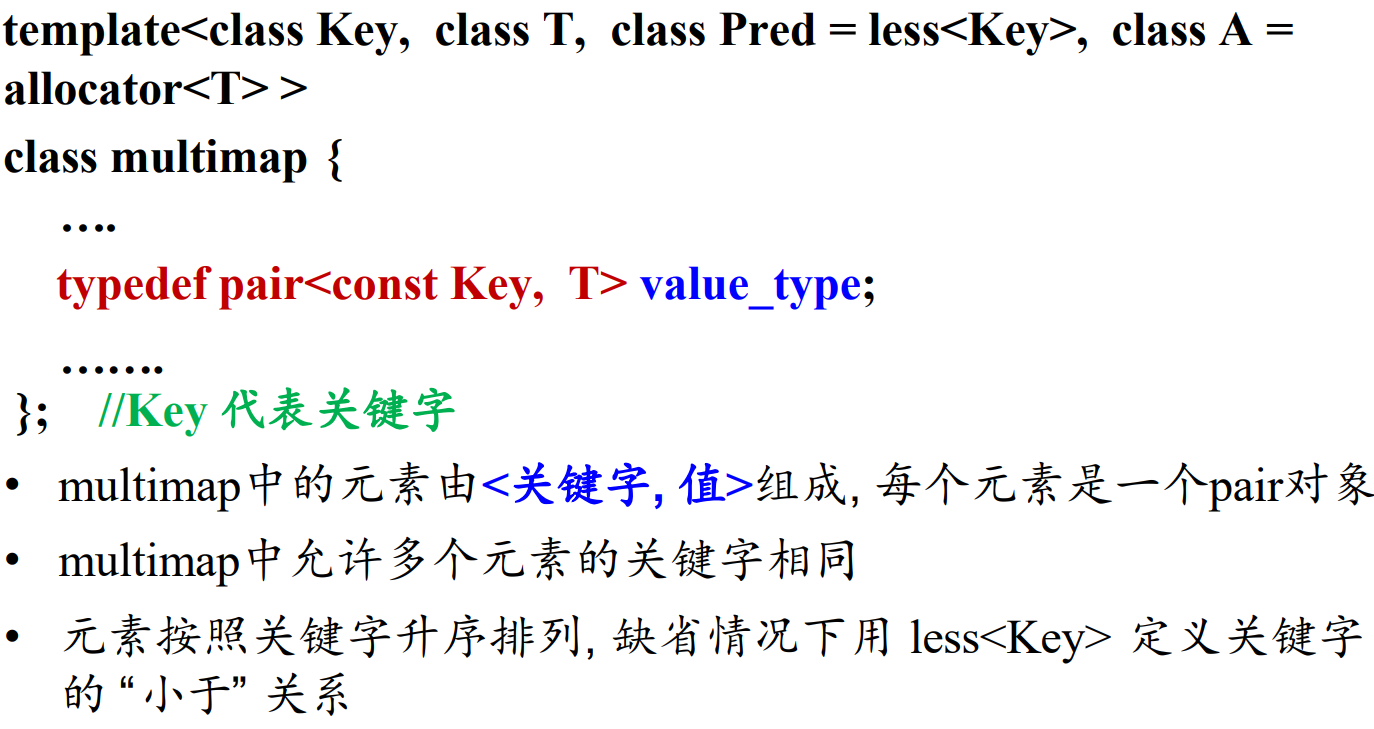 template<class Key, class T, class Pred = less<Key>, class A =
allocator<T> >
class multimap {
….
typedef pair<const Key, T> value_type;
…….
}; //Key 代表关键字
• multimap中的元素由<关键字, 值>组成, 每个元素是一个pair对象
• multimap中允许多个元素的关键字相同
• 元素按照关键字升序排列, 缺省情况下用 less<Key> 定义关键字
的 “小于” 关系